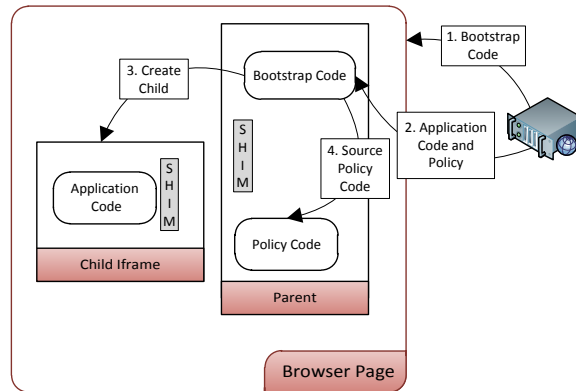 1. Bootstrap
Code
3. Create
Child
Bootstrap Code
2. Application
Code and
Policy
4. Source
Policy
Code
S
H
I
M
S
H
I
M
Application
Code
Policy Code
Child Iframe
Parent
Browser Page